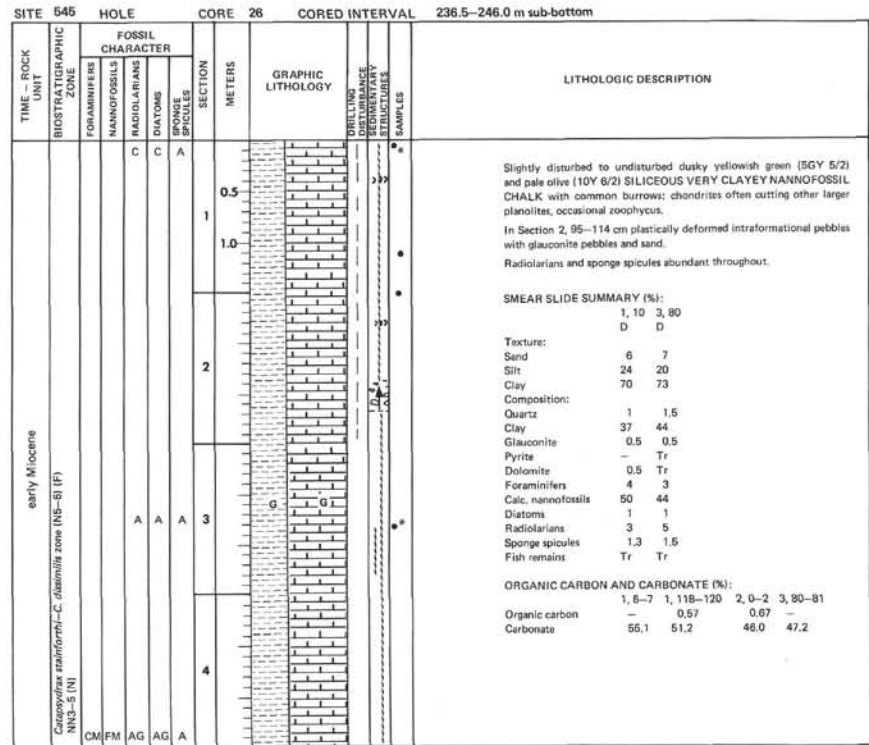 SITE 545 HOLE CORE 26 CORED INTERVAL 236.5–246.0 m sub-bottom
TIME – ROCK UNIT
BIOSTRATIGRAPHIC ZONE
FOSSIL CHARACTER
FORAMINIFERS
NANNOFOSSILS
RADIOLARIANS
DIATOMS
SPONGE SPICULES
SECTION
METERS
GRAPHIC LITHOLOGY
DRILLING DISTURBANCE
SEDIMENTARY STRUCTURES
SAMPLES
LITHOLOGIC DESCRIPTION
early Miocene
Catapsydrax stainforthi–C. dissimilis zone (N5–6) (F)
NN3–5 (N)
C C A
0.5
1
1.0
2
G G
A A A 3
4
CM FM AG AG A
Slightly disturbed to undisturbed dusky yellowish green (5GY 5/2)
and pale olive (10Y 6/2) SILICEOUS VERY CLAYEY NANNOFOSSIL
CHALK with common burrows: chondrites often cutting other larger
planolites, occasional zoophycus.
In Section 2, 95–114 cm plastically deformed intraformational pebbles
with glauconite pebbles and sand.
Radiolarians and sponge spicules abundant throughout.
SMEAR SLIDE SUMMARY (%):
1, 10 3, 80
D D
Texture:
Sand 6 7
Silt 24 20
Clay 70 73
Composition:
Quartz 1 1.5
Clay 37 44
Glauconite 0.5 0.5
Pyrite – Tr
Dolomite 0.5 Tr
Foraminifers 4 3
Calc. nannofossils 50 44
Diatoms 1 1
Radiolarians 3 5
Sponge spicules 1.3 1.5
Fish remains Tr Tr
ORGANIC CARBON AND CARBONATE (%):
1, 6–7 1, 118–120 2, 0–2 3, 80–81
Organic carbon – 0.57 0.67 –
Carbonate 55.1 51.2 46.0 47.2